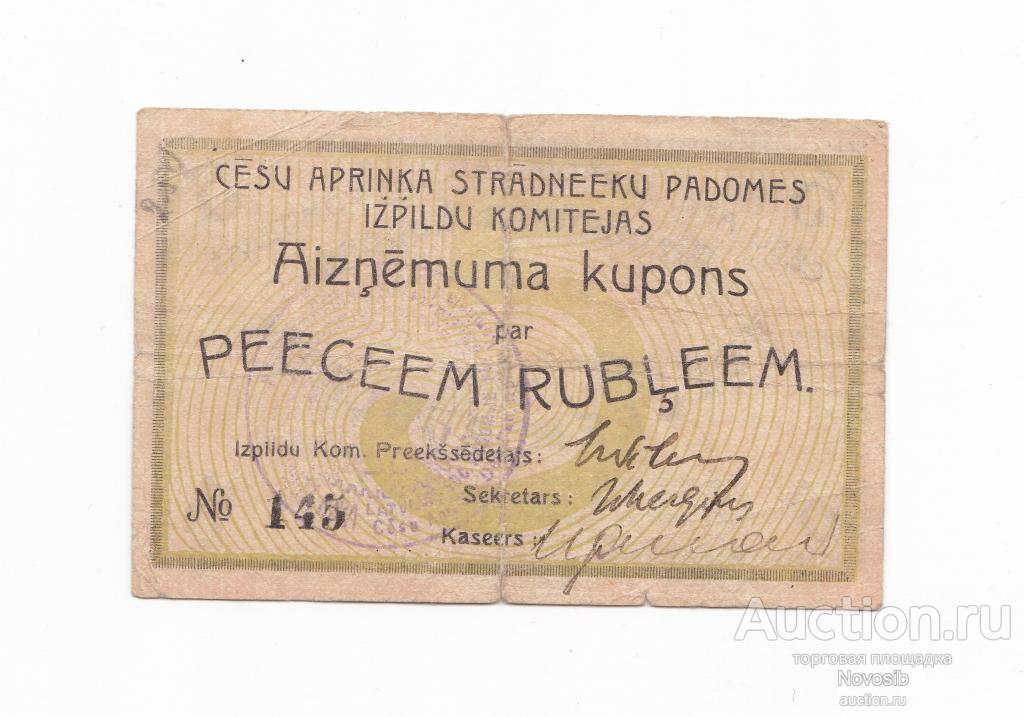 CĒSU APRINĶA STRĀDNEEKU PADOMES
IZPILDU KOMITEJAS
Aizņēmuma kupons
par
PEECEEM RUBĻEEM.
Izpildu Kom. Preekšsēdetajs:
Sekretars:
№ 145
Kaseers:
Auction.ru
торговая площадка
Novosib
auction.ru